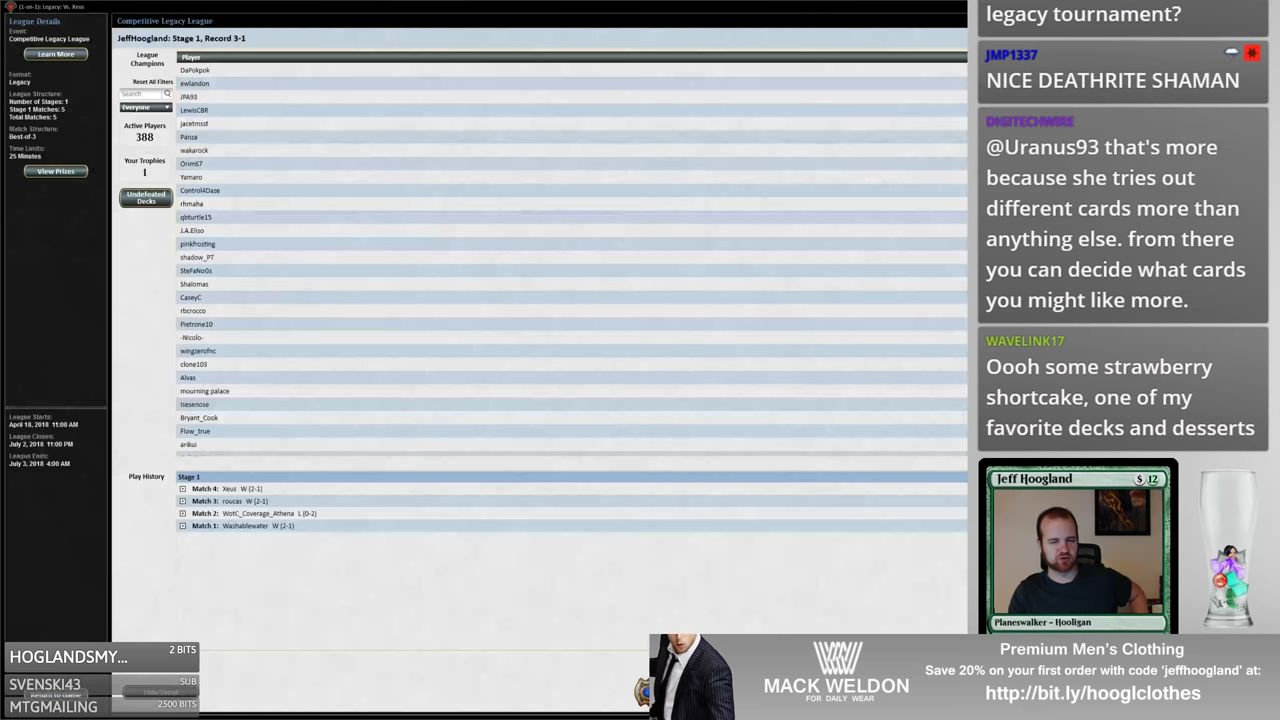 (1-on-1): Legacy: Vs. Xeus
League Details
Event:
Competitive Legacy League
Learn More
Format:
Legacy
League Structure:
Number of Stages: 1
Stage 1 Matches: 5
Total Matches: 5
Match Structure:
Best-of-3
Time Limits:
25 Minutes
View Prizes
League Starts:
April 18, 2018 11:00 AM
League Closes:
July 2, 2018 11:00 PM
League Ends:
July 3, 2018 4:00 AM
Competitive Legacy League
JeffHoogland: Stage 1, Record 3-1
League
Champions
Reset All Filters
Search
Everyone
Active Players
388
Your Trophies
1
Undefeated
Decks
Player
DaPokpok
ewlandon
JPA93
LewisCBR
jacetmsst
Panza
wakarock
Orim67
Yamaro
Control4Daze
rhmaha
qbturtle15
J.A.Eliso
pinkfrosting
shadow_PT
SteFaNoGs
Shalomas
CaseyC
rbcrocco
Pietrone10
-Nicolo-
wingzerofnc
clone103
Alvas
mourning palace
Isesenose
Bryant_Cook
Flow_true
arikui
Play History
Stage 1
Match 4: Xeus W (2-1)
Match 3: roucas W (2-1)
Match 2: WotC_Coverage_Athena L (0-2)
Match 1: Washablewater W (2-1)
legacy tournament?
JMP1337
NICE DEATHRITE SHAMAN
DIGITECHWIRE
@Uranus93 that's more
because she tries out
different cards more than
anything else. from there
you can decide what cards
you might like more.
WAVELINK17
Oooh some strawberry
shortcake, one of my
favorite decks and desserts
Jeff Hoogland
$ 12
Planeswalker – Hooligan
HOGLANDSMY...
2 BITS
SVENSKI43
SUB
MTGMAILING
2500 BITS
MACK WELDON
FOR DAILY WEAR
Premium Men's Clothing
Save 20% on your first order with code 'jeffhoogland' at:
http://bit.ly/hooglclothes